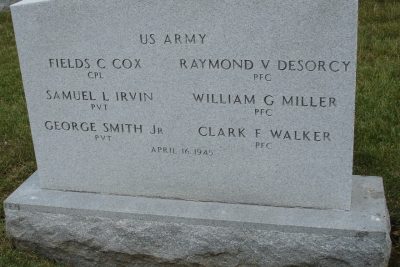 US ARMY
FIELDS C COX RAYMOND V DESORCY
CPL PFC
SAMUEL L IRVIN WILLIAM G MILLER
PVT PFC
GEORGE SMITH JR CLARK F WALKER
PVT PFC
APRIL 16 1945